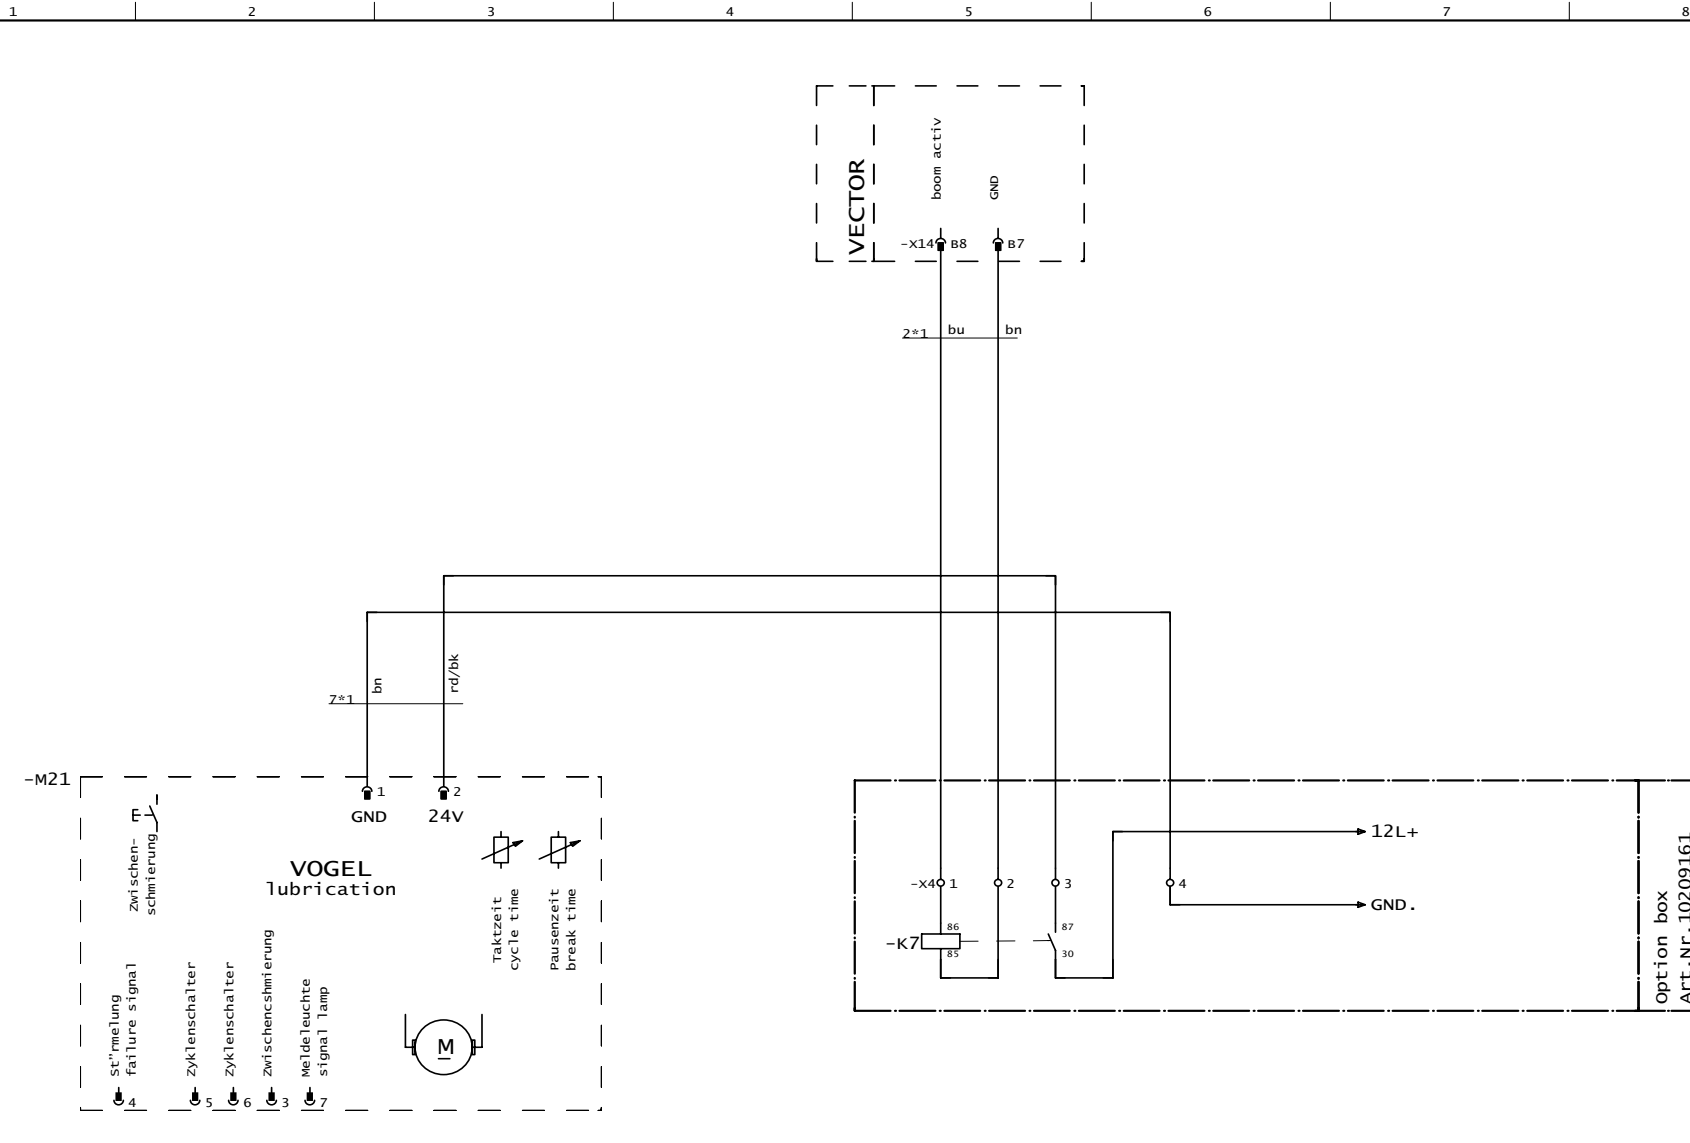 1 2 3 4 5 6 7 8
VECTOR
boom activ
GND
-X14 B8 B7
2*1 bu bn
7*1 bn rd/bk
-M21
1 2
GND 24V
Zwischen-
schmierung
VOGEL
lubrication
Taktzeit
cycle time
Pausenzeit
break time
st"rmelung
failure signal
zyklenschalter
zyklenschalter
zwischencshmierung
Meldeleuchte
signal lamp
M
4 5 6 3 7
12L+
-X4 1 2 3 4
GND.
86 87
-K7
85 30
Option box
Art.Nr.10209161